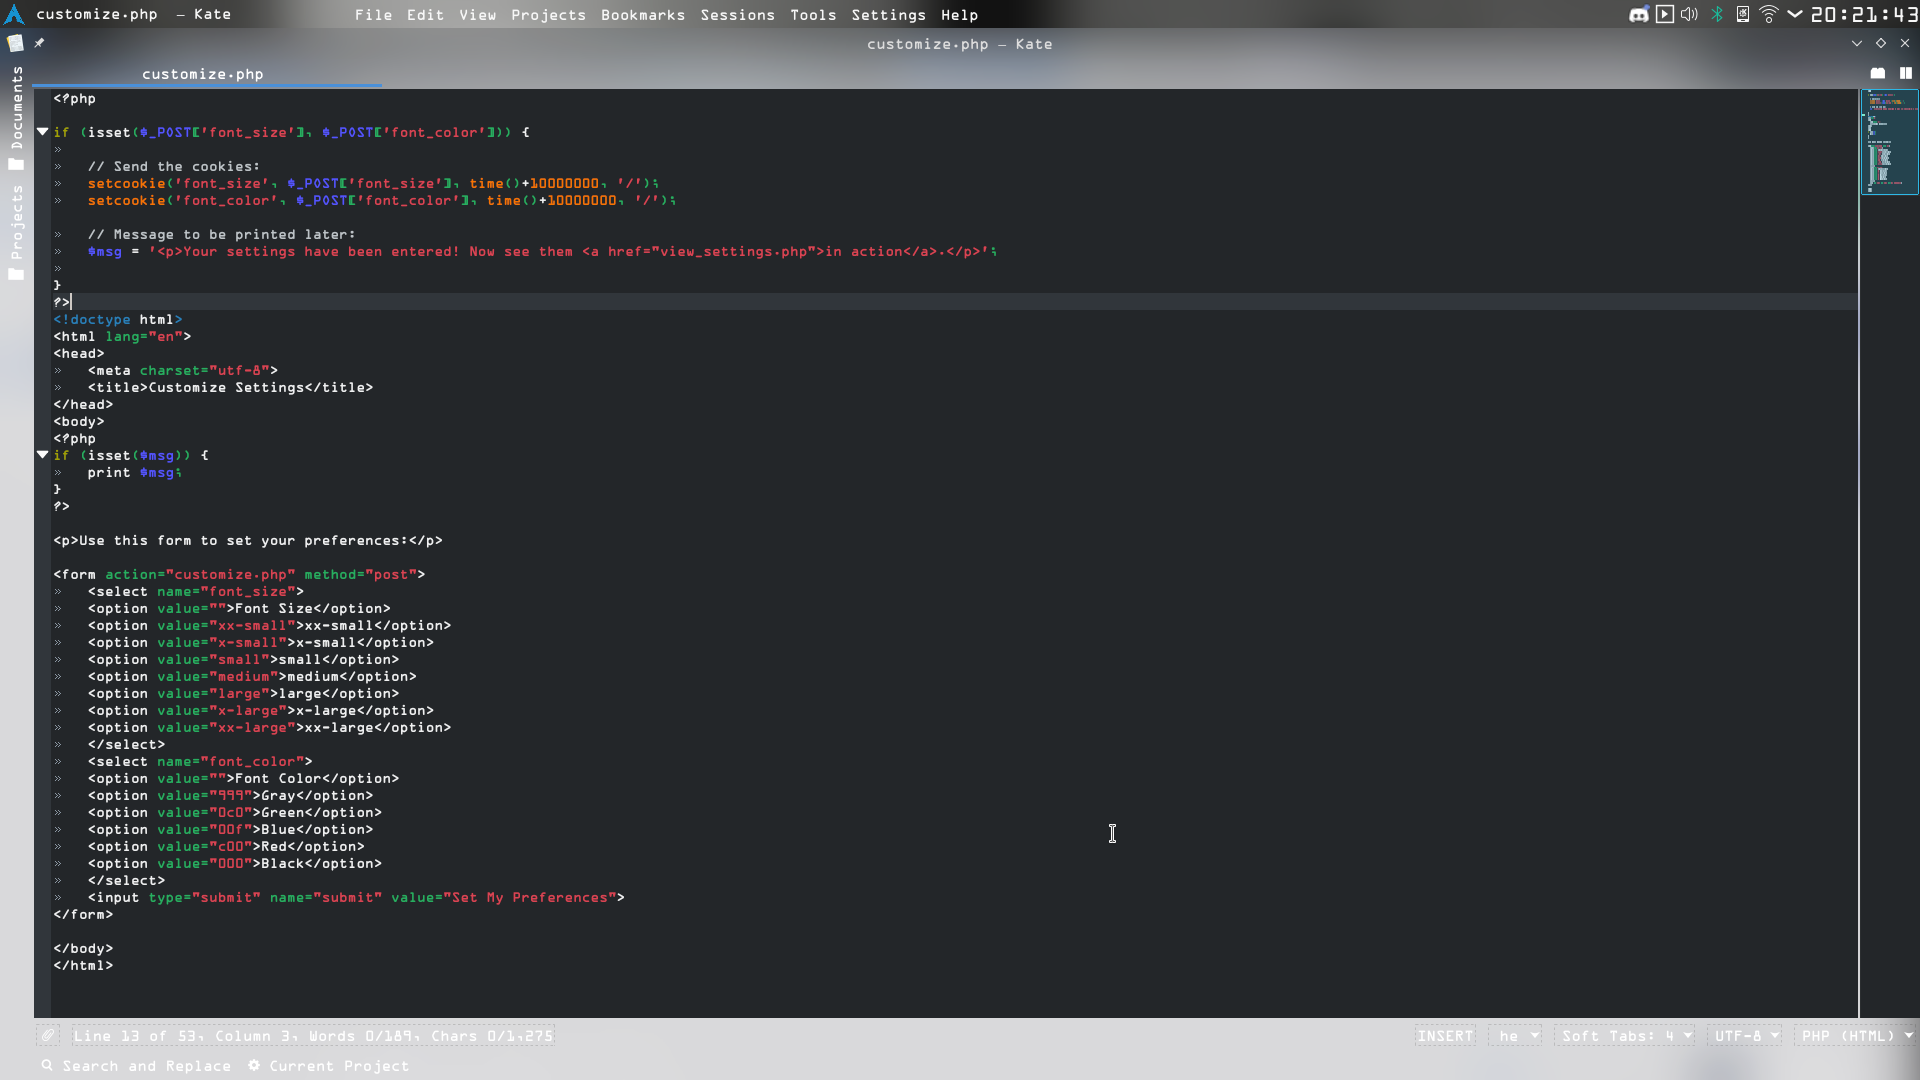 customize.php — Kate
File Edit View Projects Bookmarks Sessions Tools Settings Help
20:21:43
customize.php — Kate
customize.php
Documents
Projects
<?php
if (isset($_POST['font_size'], $_POST['font_color'])) {
// Send the cookies:
setcookie('font_size', $_POST['font_size'], time()+10000000, '/');
setcookie('font_color', $_POST['font_color'], time()+10000000, '/');
// Message to be printed later:
$msg = '<p>Your settings have been entered! Now see them <a href="view_settings.php">in action</a>.</p>';
}
?>
<!doctype html>
<html lang="en">
<head>
<meta charset="utf-8">
<title>Customize Settings</title>
</head>
<body>
<?php
if (isset($msg)) {
print $msg;
}
?>
<p>Use this form to set your preferences:</p>
<form action="customize.php" method="post">
<select name="font_size">
<option value="">Font Size</option>
<option value="xx-small">xx-small</option>
<option value="x-small">x-small</option>
<option value="small">small</option>
<option value="medium">medium</option>
<option value="large">large</option>
<option value="x-large">x-large</option>
<option value="xx-large">xx-large</option>
</select>
<select name="font_color">
<option value="">Font Color</option>
<option value="999">Gray</option>
<option value="0c0">Green</option>
<option value="00f">Blue</option>
<option value="c00">Red</option>
<option value="000">Black</option>
</select>
<input type="submit" name="submit" value="Set My Preferences">
</form>
</body>
</html>
Line 13 of 53, Column 3, Words 0/189, Chars 0/1,275
INSERT he Soft Tabs: 4 UTF-8 PHP (HTML)
Search and Replace Current Project